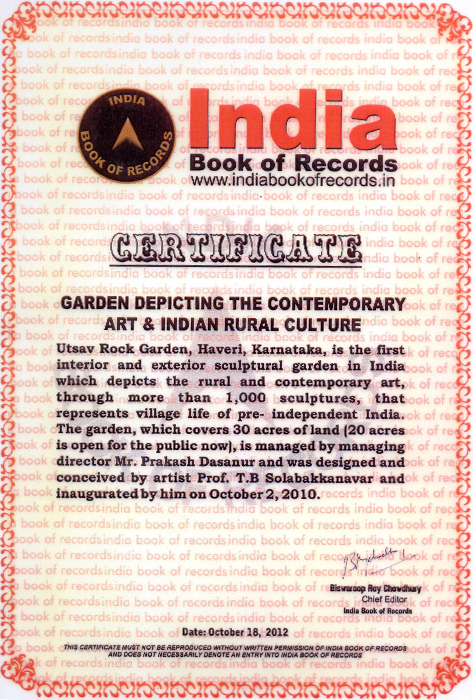 INDIA
BOOK OF RECORDS
India
Book of Records
www.indiabookofrecords.in
CERTIFICATE
GARDEN DEPICTING THE CONTEMPORARY
ART & INDIAN RURAL CULTURE
Utsav Rock Garden, Haveri, Karnataka, is the first
interior and exterior sculptural garden in India
which depicts the rural and contemporary art,
through more than 1,000 sculptures, that
represents village life of pre- independent India.
The garden, which covers 30 acres of land (20 acres
is open for the public now), is managed by managing
director Mr. Prakash Dasanur and was designed and
conceived by artist Prof. T.B Solabakkanavar and
inaugurated by him on October 2, 2010.
Biswaroop Roy Chowdhury
Chief Editor
India Book of Records
Date: October 18, 2012
THIS CERTIFICATE MUST NOT BE REPRODUCED WITHOUT WRITTEN PERMISSION OF INDIA BOOK OF RECORDS
AND DOES NOT NECESSARILY DENOTE AN ENTRY INTO INDIA BOOK OF RECORDS